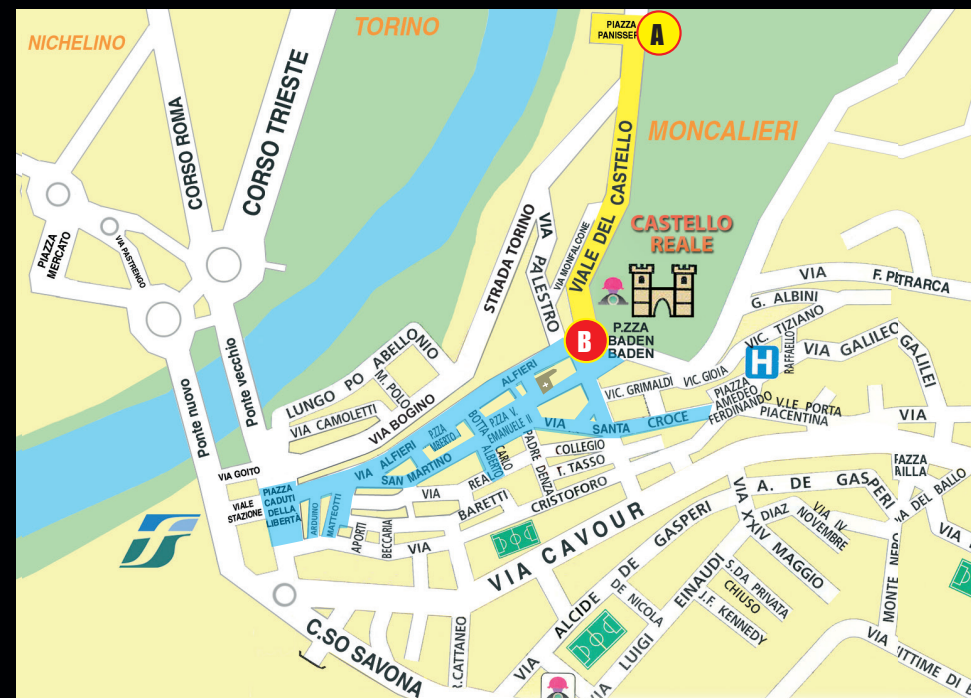 NICHELINO
TORINO
PIAZZA
PANISSER
A
MONCALIERI
CORSO ROMA
CORSO TRIESTE
PIAZZA
MERCATO
VIA PASTRENGO
STRADA TORINO
VIA PALESTRO
VIA MONFALCONE
VIALE DEL CASTELLO
CASTELLO
REALE
B
P.ZZA
BADEN
BADEN
VIA F. PETRARCA
G. ALBINI
VIC. TIZIANO
RAFFAELLO
VIA GALILEO
GALILEI
H
VIC. GRIMALDI
VIC. GIOIA
PIAZZA
AMEDEO
FERDINANDO
V.LE PORTA
PIACENTINA
VIA
Ponte nuovo
Ponte vecchio
LUNGO PO ABELLONIO
M. POLO
VIA CAMOLETTI
VIA BOGINO
ALFIERI
VIA ALFIERI
P.ZZA
SAN MARTINO
BOTTA
P.ZZA V.
EMANUELE II
VIA SANTA CROCE
CARLO
ALBERTO
PADRE DENZA
COLLEGIO
T. TASSO
CRISTOFORO
VIA REAL
BARETTI
VIA GOITO
VIALE
STAZIONE
PIAZZA
CADUTI
DELLA
LIBERTÀ
ARDUINO
MATTEOTTI
APORTI
BECCARIA
VIA
VIA CAVOUR
C.SO SAVONA
R. CATTANEO
VIA ALCIDE DE GASPERI
DE NICOLA
VIA LUIGI EINAUDI
S.DA PRIVATA
CHIUSO
J.F. KENNEDY
VIA XXIV MAGGIO
A. DE GASPERI
DIAZ
VIA IV
NOVEMBRE
MONTE NERO
DEL BALLO
VIA
VIA VITTIME DI